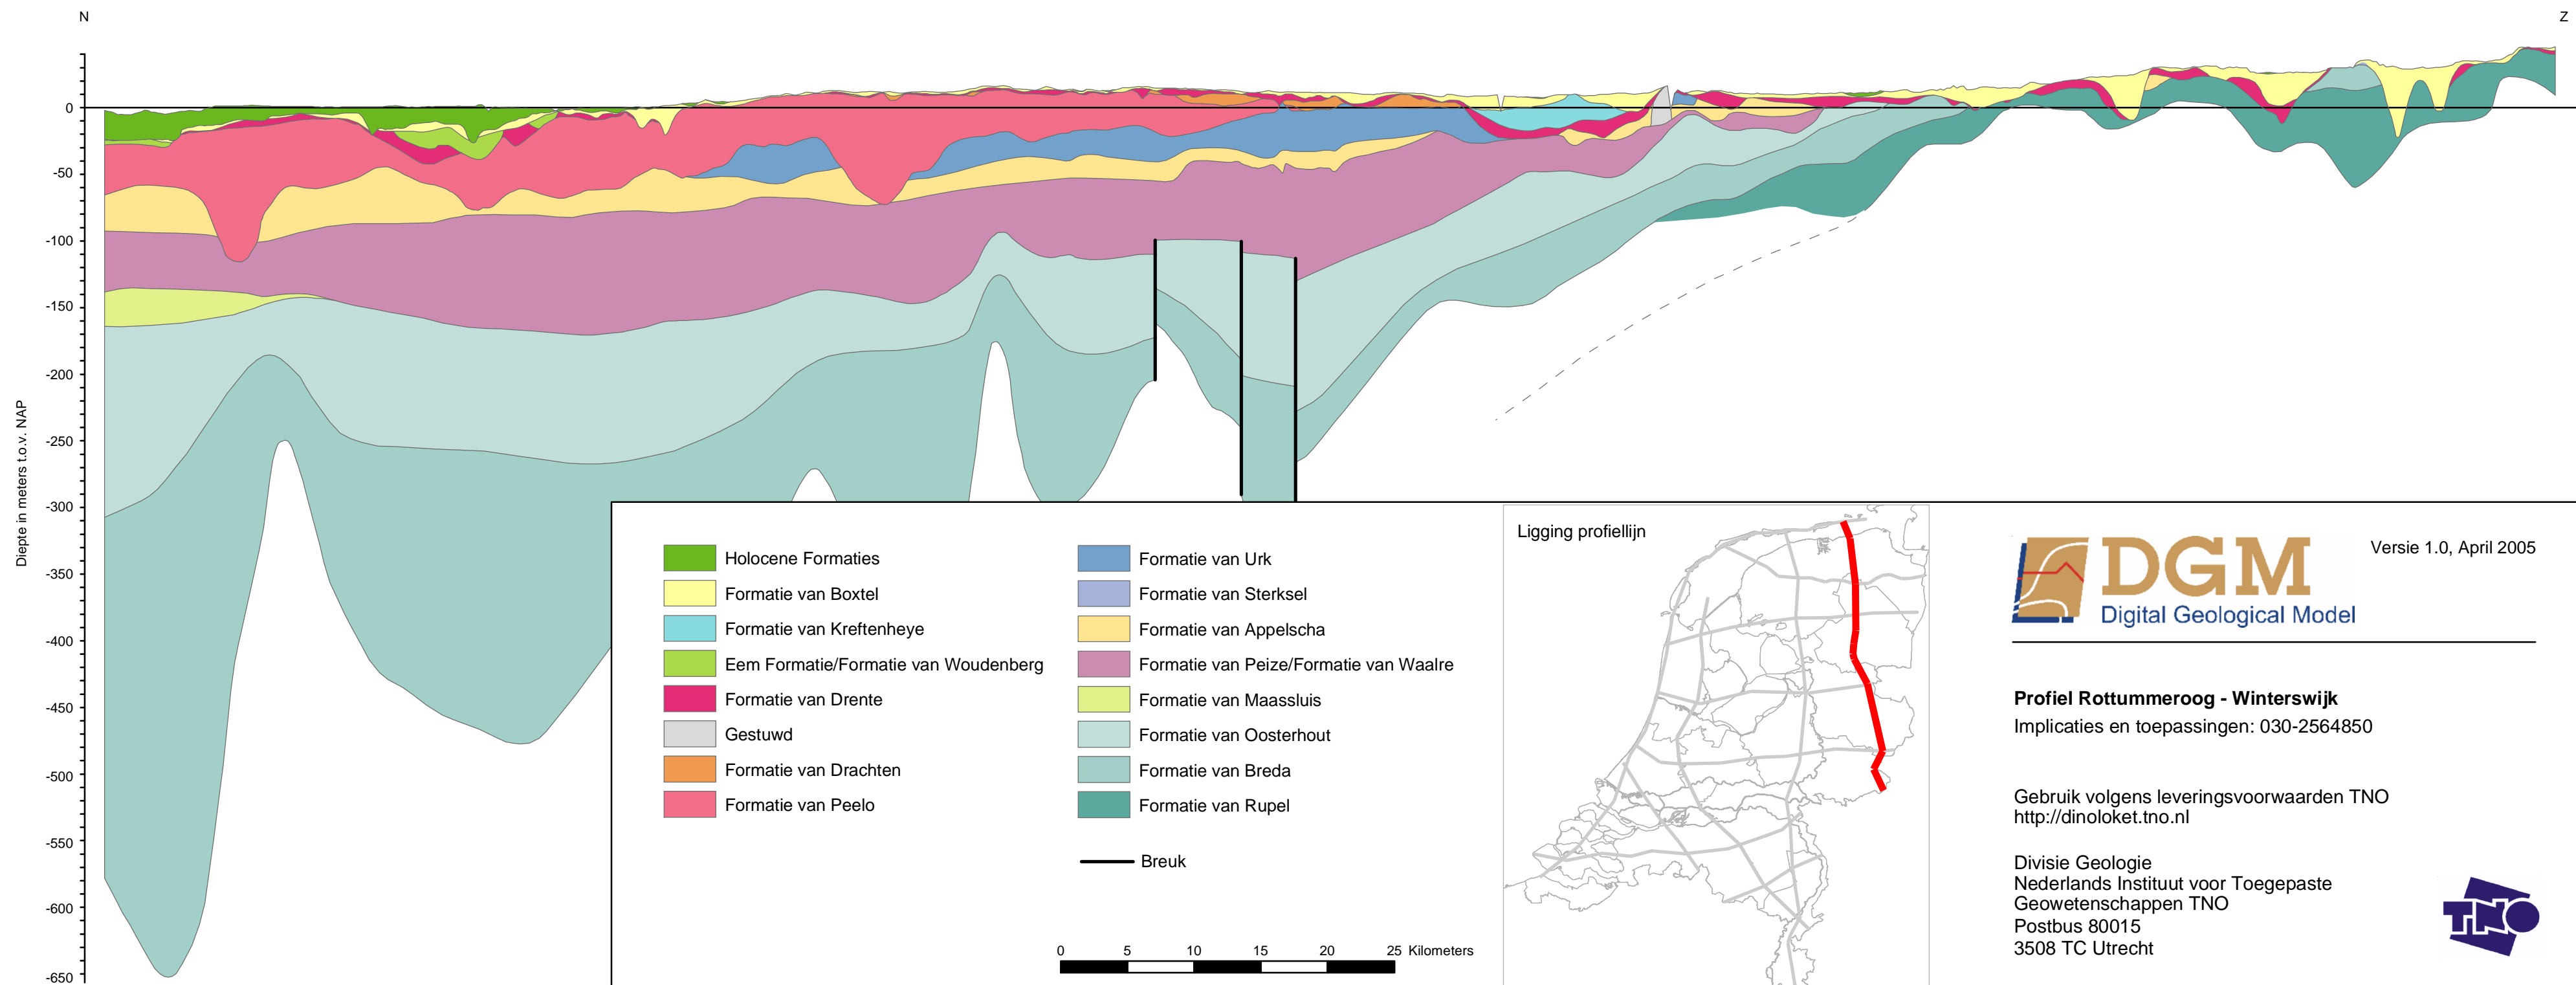 N
Z
Diepte in meters t.o.v. NAP
0
-50
-100
-150
-200
-250
-300
-350
-400
-450
-500
-550
-600
-650
Holocene Formaties
Formatie van Boxtel
Formatie van Kreftenheye
Eem Formatie/Formatie van Woudenberg
Formatie van Drente
Gestuwd
Formatie van Drachten
Formatie van Peelo
Formatie van Urk
Formatie van Sterksel
Formatie van Appelscha
Formatie van Peize/Formatie van Waalre
Formatie van Maassluis
Formatie van Oosterhout
Formatie van Breda
Formatie van Rupel
Breuk
0 5 10 15 20 25 Kilometers
Ligging profiellijn
DGM
Digital Geological Model
Versie 1.0, April 2005
Profiel Rottummeroog - Winterswijk
Implicaties en toepassingen: 030-2564850
Gebruik volgens leveringsvoorwaarden TNO
http://dinoloket.tno.nl
Divisie Geologie
Nederlands Instituut voor Toegepaste
Geowetenschappen TNO
Postbus 80015
3508 TC Utrecht
TNO